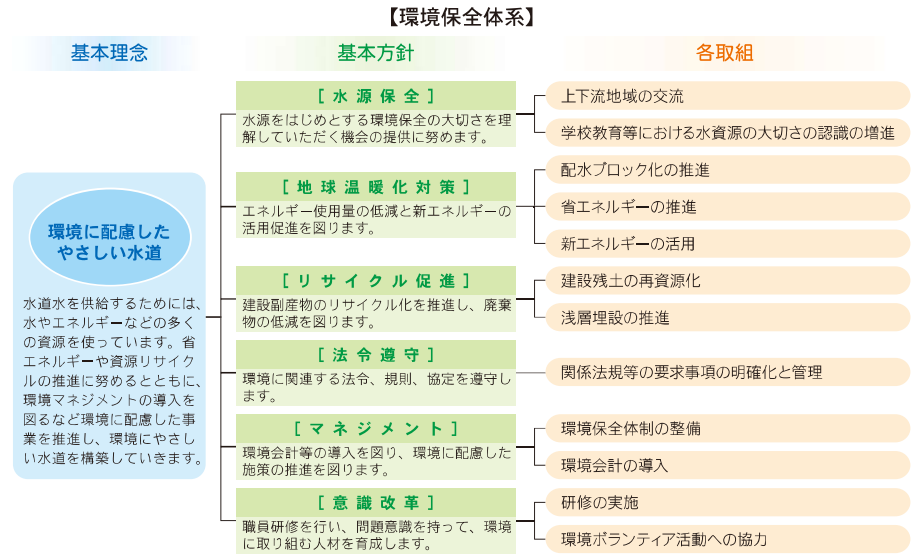 【環境保全体系】
基本理念
基本方針
各取組
環境に配慮した
やさしい水道
水道水を供給するためには、
水やエネルギーなどの多く
の資源を使っています。省
エネルギーや資源リサイク
ルの推進に努めるとともに、
環境マネジメントの導入を
図るなど環境に配慮した事
業を推進し、環境にやさし
い水道を構築していきます。
[ 水 源 保 全 ]
水源をはじめとする環境保全の大切さを理
解していただく機会の提供に努めます。
上下流地域の交流
学校教育等における水資源の大切さの認識の増進
[ 地 球 温 暖 化 対 策 ]
エネルギー使用量の低減と新エネルギーの
活用促進を図ります。
配水ブロック化の推進
省エネルギーの推進
新エネルギーの活用
[ リ サ イ ク ル 促 進 ]
建設副産物のリサイクル化を推進し、廃棄
物の低減を図ります。
建設残土の再資源化
浅層埋設の推進
[ 法 令 遵 守 ]
環境に関連する法令、規則、協定を遵守し
ます。
関係法規等の要求事項の明確化と管理
[ マ ネ ジ メ ン ト ]
環境会計等の導入を図り、環境に配慮した
施策の推進を図ります。
環境保全体制の整備
環境会計の導入
[ 意 識 改 革 ]
職員研修を行い、問題意識を持って、環境
に取り組む人材を育成します。
研修の実施
環境ボランティア活動への協力